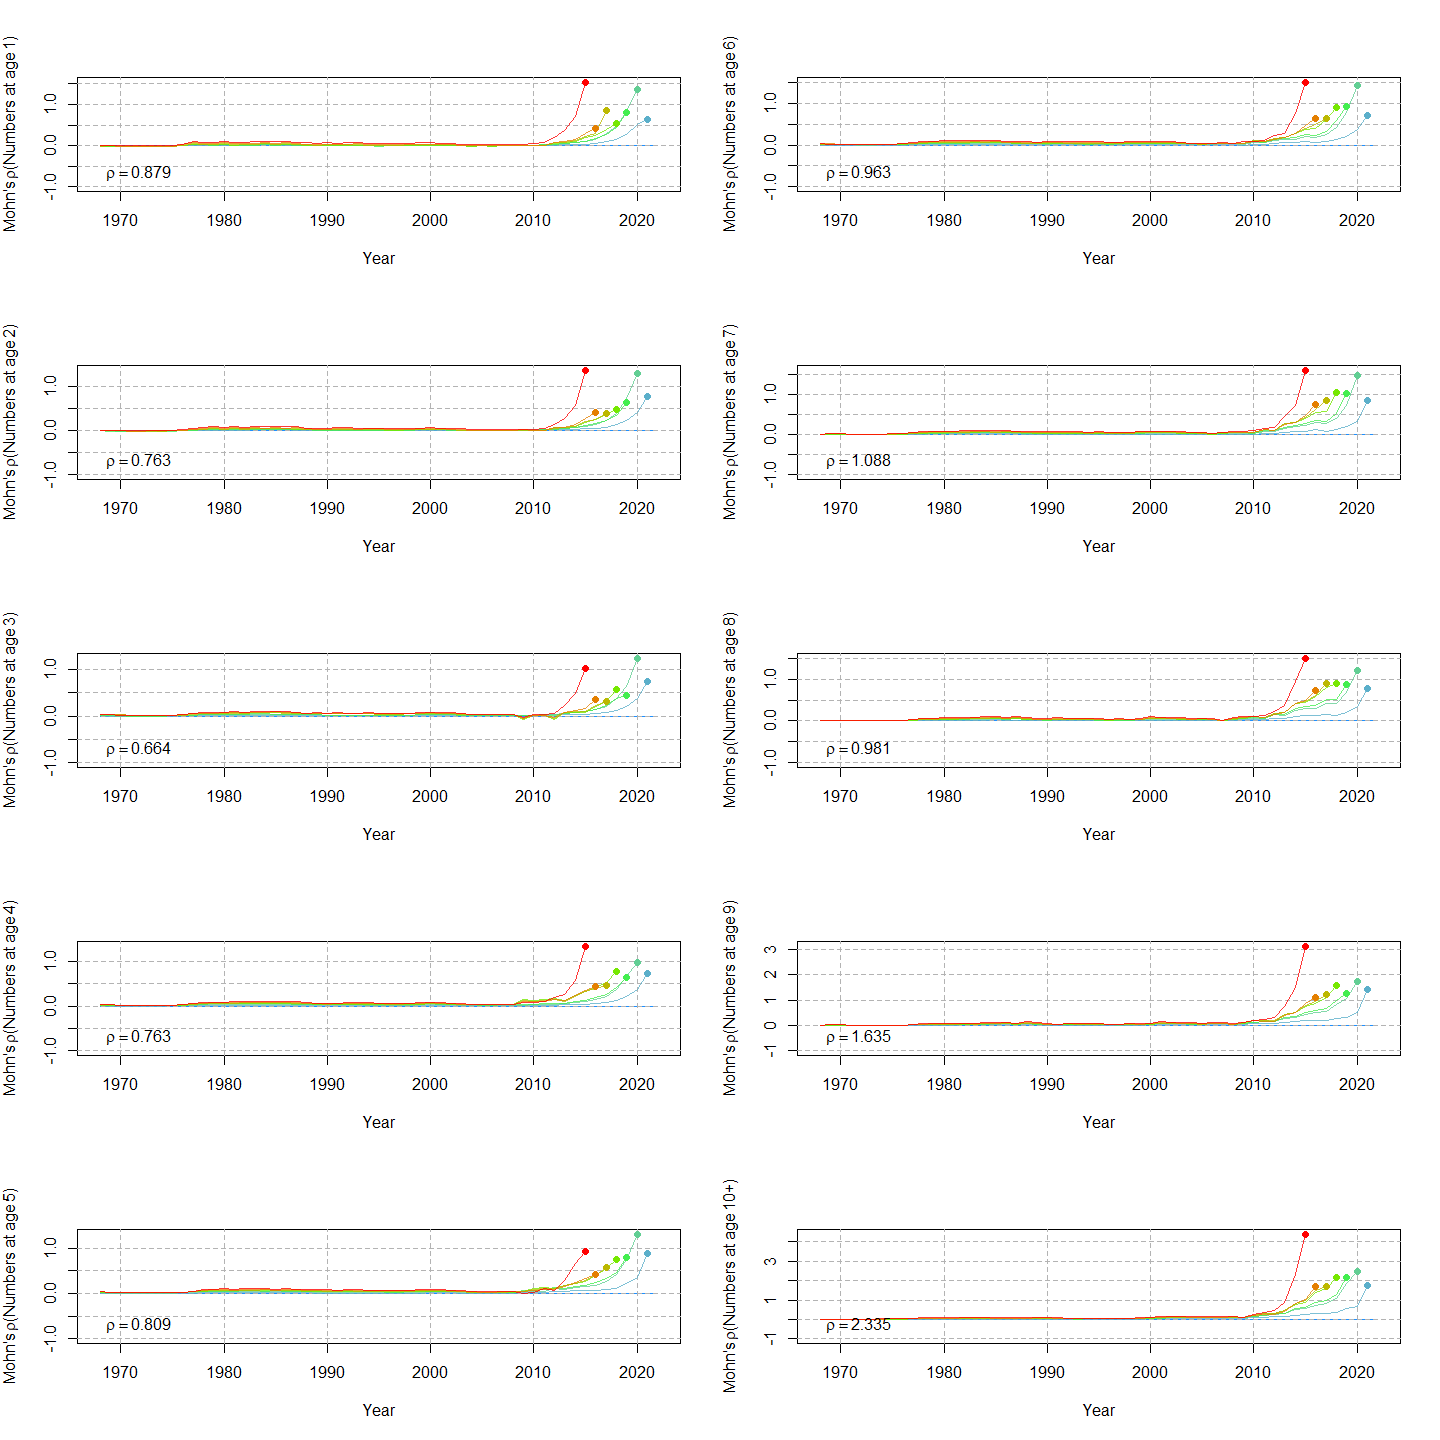 Mohn's ρ(Numbers at age 1)
1.0
0.0
-1.0
ρ = 0.879
1970 1980 1990 2000 2010 2020
Year
Mohn's ρ(Numbers at age 6)
1.0
0.0
-1.0
ρ = 0.963
1970 1980 1990 2000 2010 2020
Year
Mohn's ρ(Numbers at age 2)
1.0
0.0
-1.0
ρ = 0.763
1970 1980 1990 2000 2010 2020
Year
Mohn's ρ(Numbers at age 7)
1.0
0.0
-1.0
ρ = 1.088
1970 1980 1990 2000 2010 2020
Year
Mohn's ρ(Numbers at age 3)
1.0
0.0
-1.0
ρ = 0.664
1970 1980 1990 2000 2010 2020
Year
Mohn's ρ(Numbers at age 8)
1.0
0.0
-1.0
ρ = 0.981
1970 1980 1990 2000 2010 2020
Year
Mohn's ρ(Numbers at age 4)
1.0
0.0
-1.0
ρ = 0.763
1970 1980 1990 2000 2010 2020
Year
Mohn's ρ(Numbers at age 9)
3
2
1
0
-1
ρ = 1.635
1970 1980 1990 2000 2010 2020
Year
Mohn's ρ(Numbers at age 5)
1.0
0.0
-1.0
ρ = 0.809
1970 1980 1990 2000 2010 2020
Year
Mohn's ρ(Numbers at age 10+)
3
1
-1
ρ = 2.335
1970 1980 1990 2000 2010 2020
Year